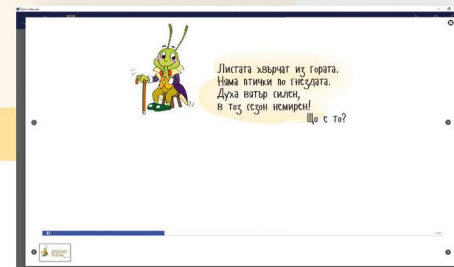 Листата хвърчат из гората.
Няма птички по гнездата.
Духа вятър силен,
в тоз сезон немирен!
Що е то?